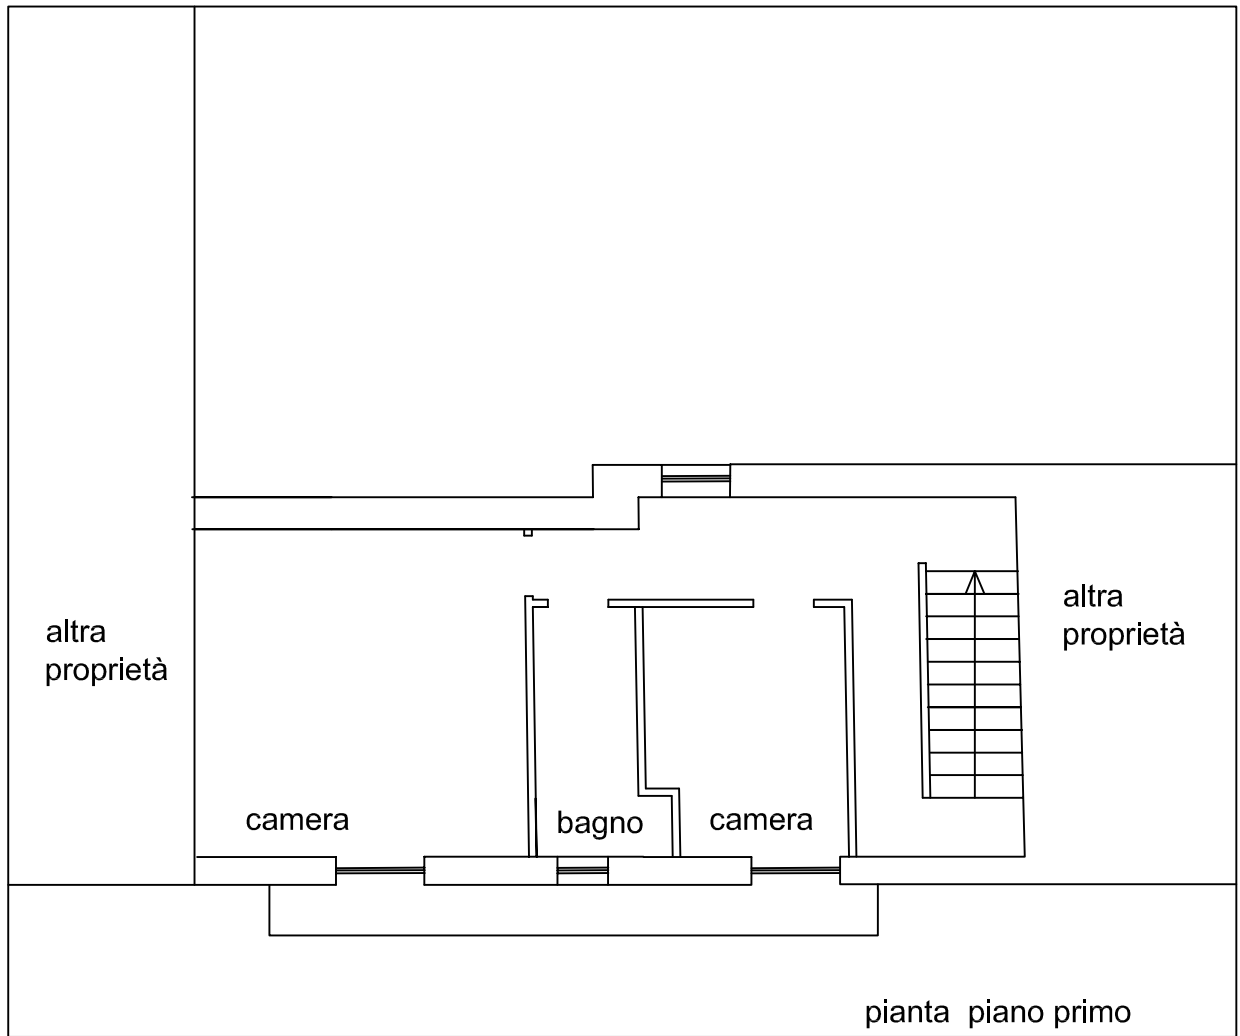 altra
proprietà
altra
proprietà
camera
bagno
camera
pianta piano primo